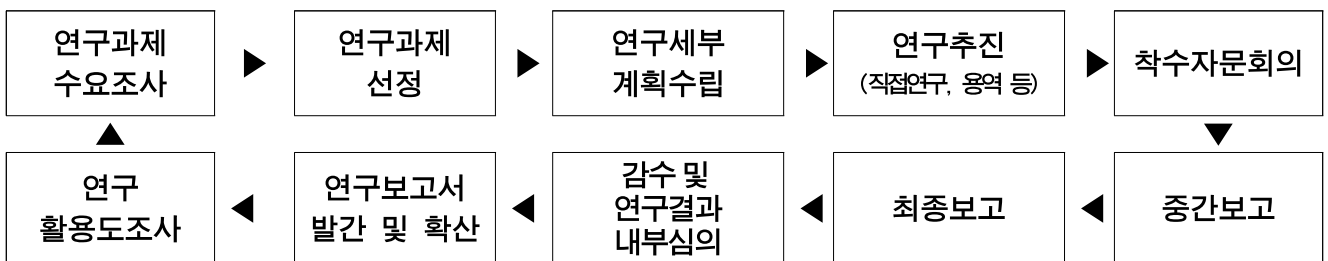 연구과제
수요조사
연구과제
선정
연구세부
계획수립
연구추진
(직접연구, 용역 등)
착수자문회의
연구
활용도조사
연구보고서
발간 및 확산
감수 및
연구결과
내부심의
최종보고
중간보고